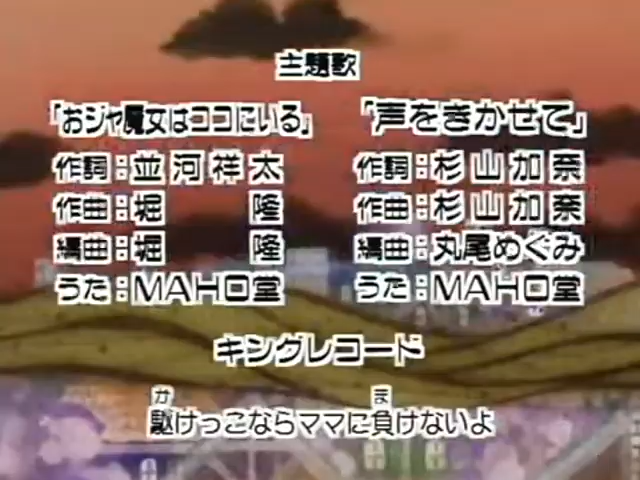 主題歌
「おジャ魔女はココにいる」
作詞:並河祥太
作曲:堀 隆
編曲:堀 隆
うた:MAHO堂
「声をきかせて」
作詞:杉山加奈
作曲:杉山加奈
編曲:丸尾めぐみ
うた:MAHO堂
キングレコード
か ま
駆けっこならママに負けないよ